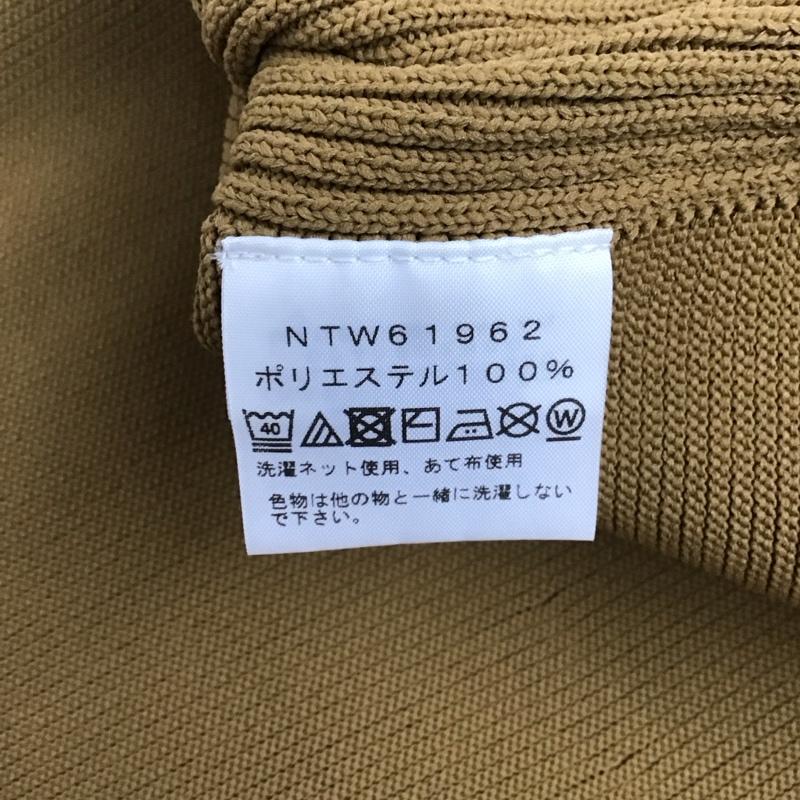 NTW61962
ポリエステル100%
40 W
洗濯ネット使用、あて布使用
色物は他の物と一緒に洗濯しない
で下さい。